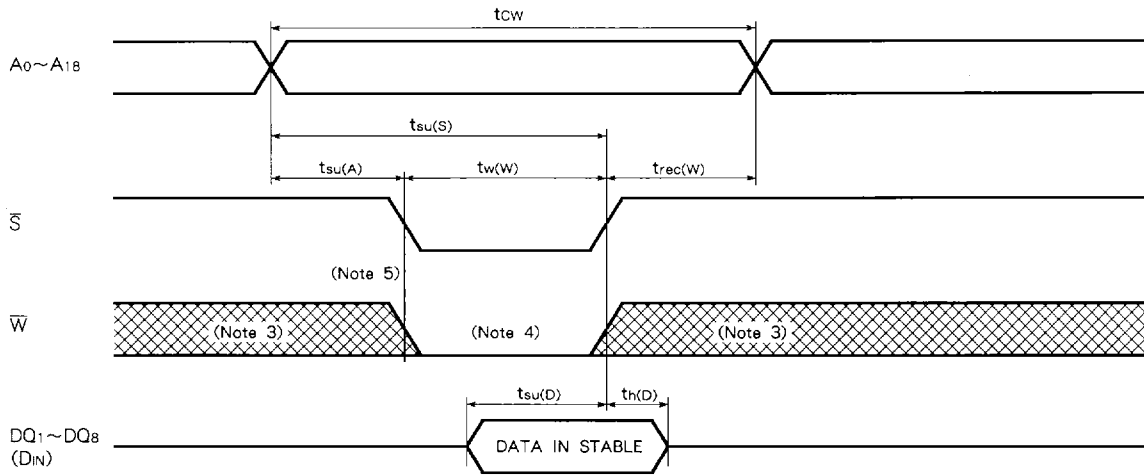 tCW
A0~A18
tsu(S)
tsu(A) tw(W) trec(W)
S̅
(Note 5)
W̅ (Note 3) (Note 4) (Note 3)
tsu(D) th(D)
DQ1~DQ8 DATA IN STABLE
(DIN)